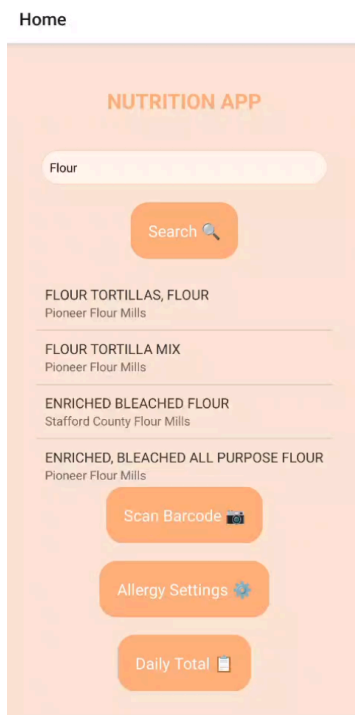 Home
NUTRITION APP
Flour
Search 🔍
FLOUR TORTILLAS, FLOUR
Pioneer Flour Mills
FLOUR TORTILLA MIX
Pioneer Flour Mills
ENRICHED BLEACHED FLOUR
Stafford County Flour Mills
ENRICHED, BLEACHED ALL PURPOSE FLOUR
Pioneer Flour Mills
Scan Barcode 📷
Allergy Settings ⚙️
Daily Total 📋